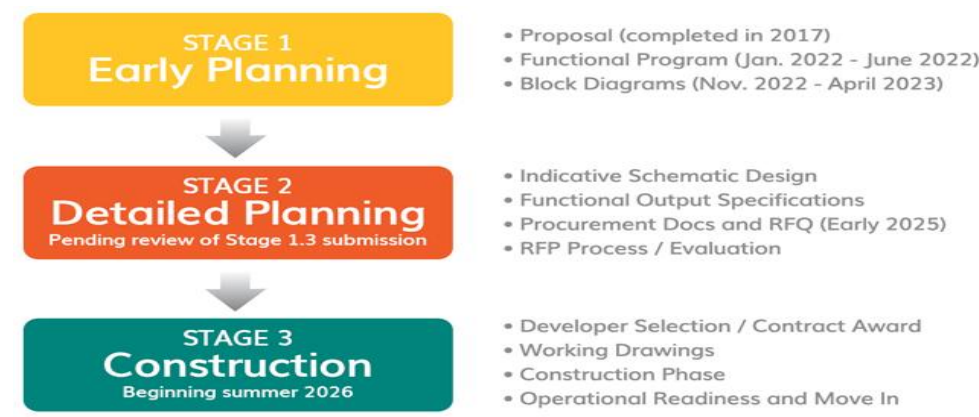 STAGE 1
Early Planning
• Proposal (completed in 2017)
• Functional Program (Jan. 2022 - June 2022)
• Block Diagrams (Nov. 2022 - April 2023)
STAGE 2
Detailed Planning
Pending review of Stage 1.3 submission
• Indicative Schematic Design
• Functional Output Specifications
• Procurement Docs and RFQ (Early 2025)
• RFP Process / Evaluation
STAGE 3
Construction
Beginning summer 2026
• Developer Selection / Contract Award
• Working Drawings
• Construction Phase
• Operational Readiness and Move In